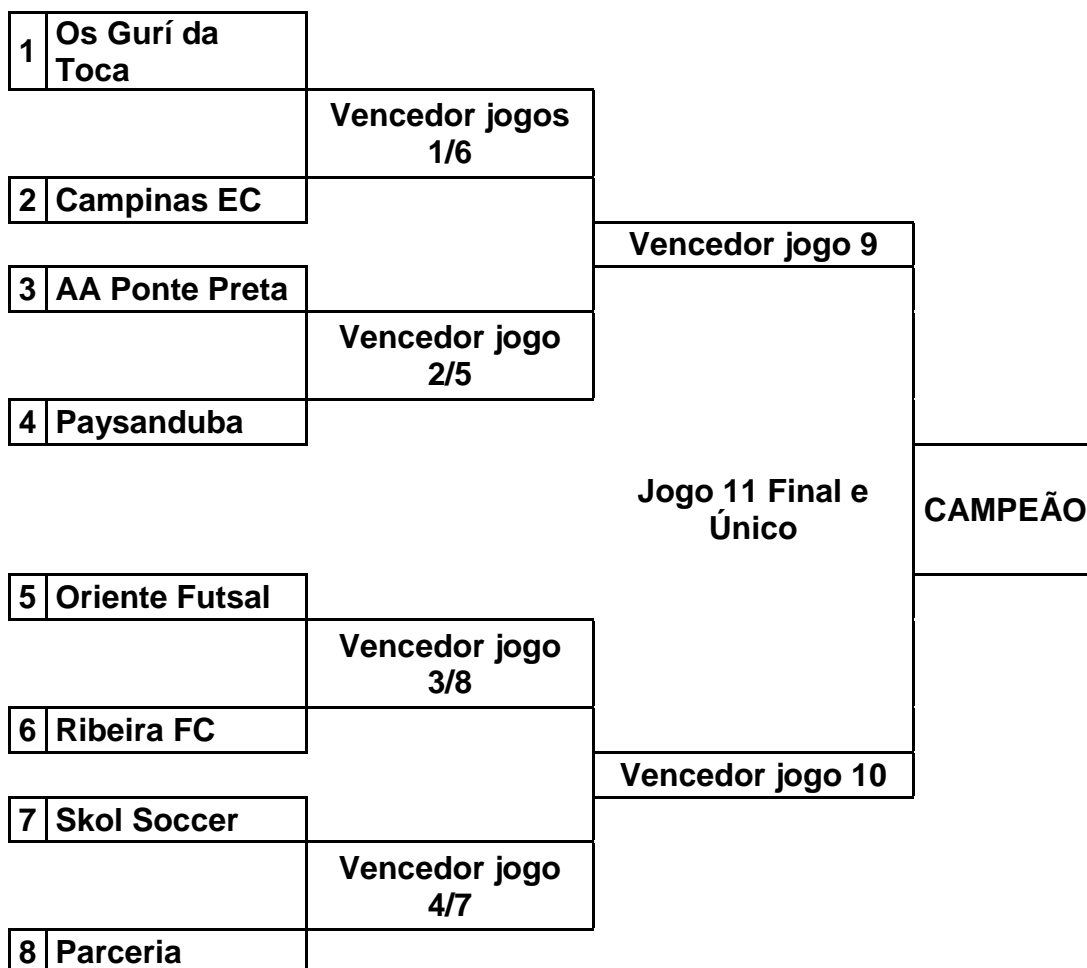 1 Os Gurí da
Toca
Vencedor jogos
1/6
2 Campinas EC
Vencedor jogo 9
3 AA Ponte Preta
Vencedor jogo
2/5
4 Paysanduba
Jogo 11 Final e
Único
CAMPEÃO
5 Oriente Futsal
Vencedor jogo
3/8
6 Ribeira FC
Vencedor jogo 10
7 Skol Soccer
Vencedor jogo
4/7
8 Parceria